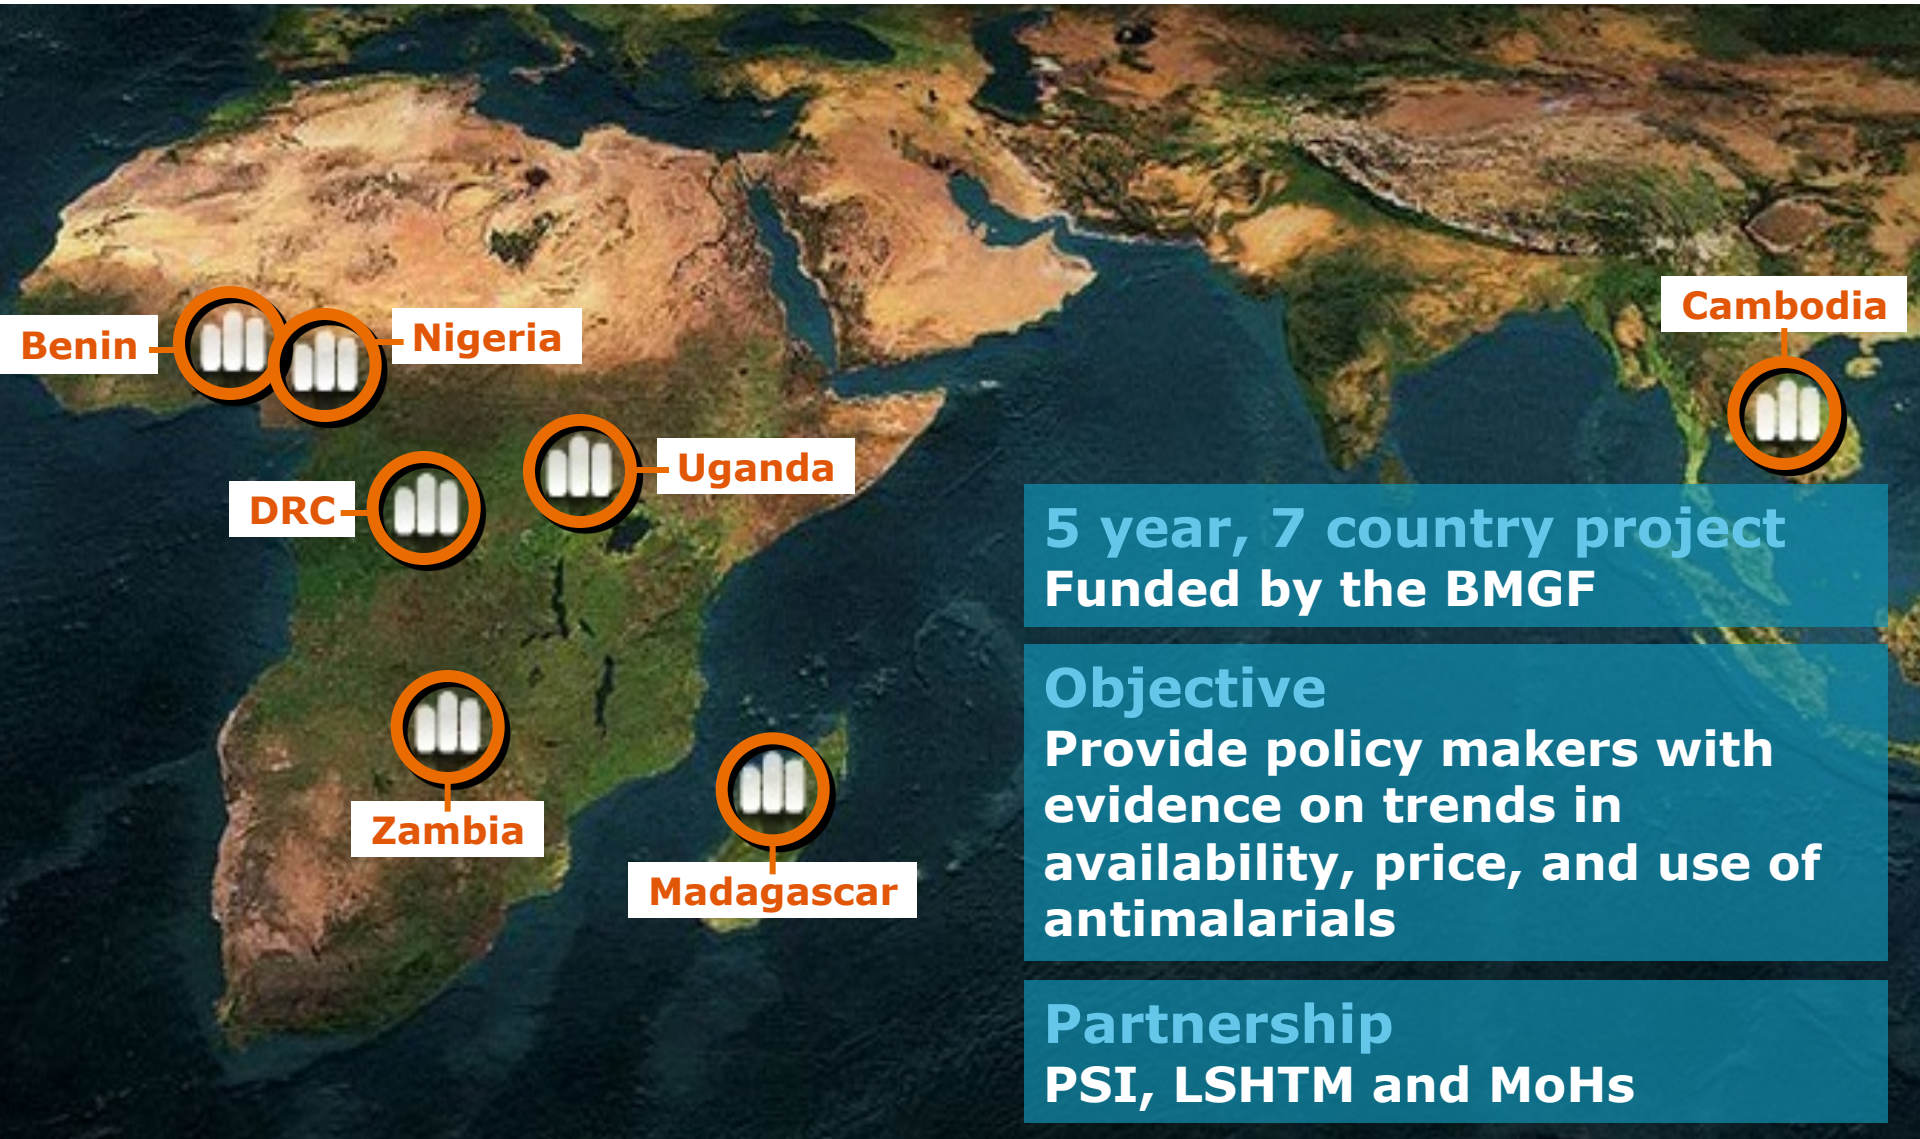 Benin
Nigeria
Cambodia
Uganda
DRC
Zambia
Madagascar
5 year, 7 country project
Funded by the BMGF
Objective
Provide policy makers with
evidence on trends in
availability, price, and use of
antimalarials
Partnership
PSI, LSHTM and MoHs